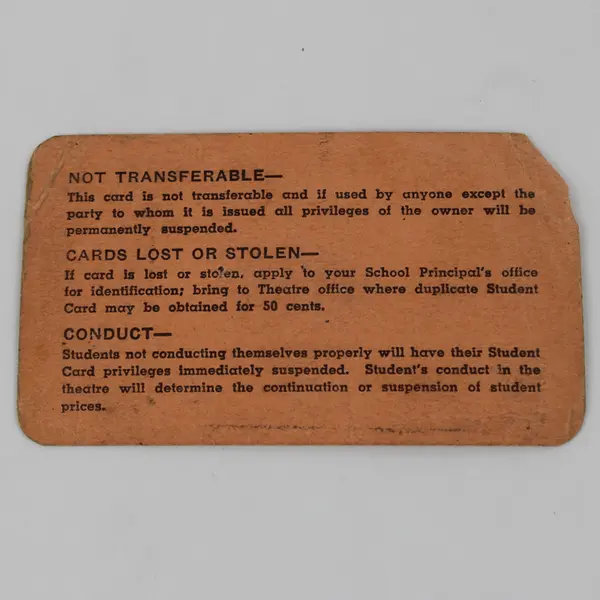 NOT TRANSFERABLE—
This card is not transferable and if used by anyone except the
party to whom it is issued all privileges of the owner will be
permanently suspended.
CARDS LOST OR STOLEN—
If card is lost or stolen, apply to your School Principal's office
for identification; bring to Theatre office where duplicate Student
Card may be obtained for 50 cents.
CONDUCT—
Students not conducting themselves properly will have their Student
Card privileges immediately suspended. Student's conduct in the
theatre will determine the continuation or suspension of student
prices.